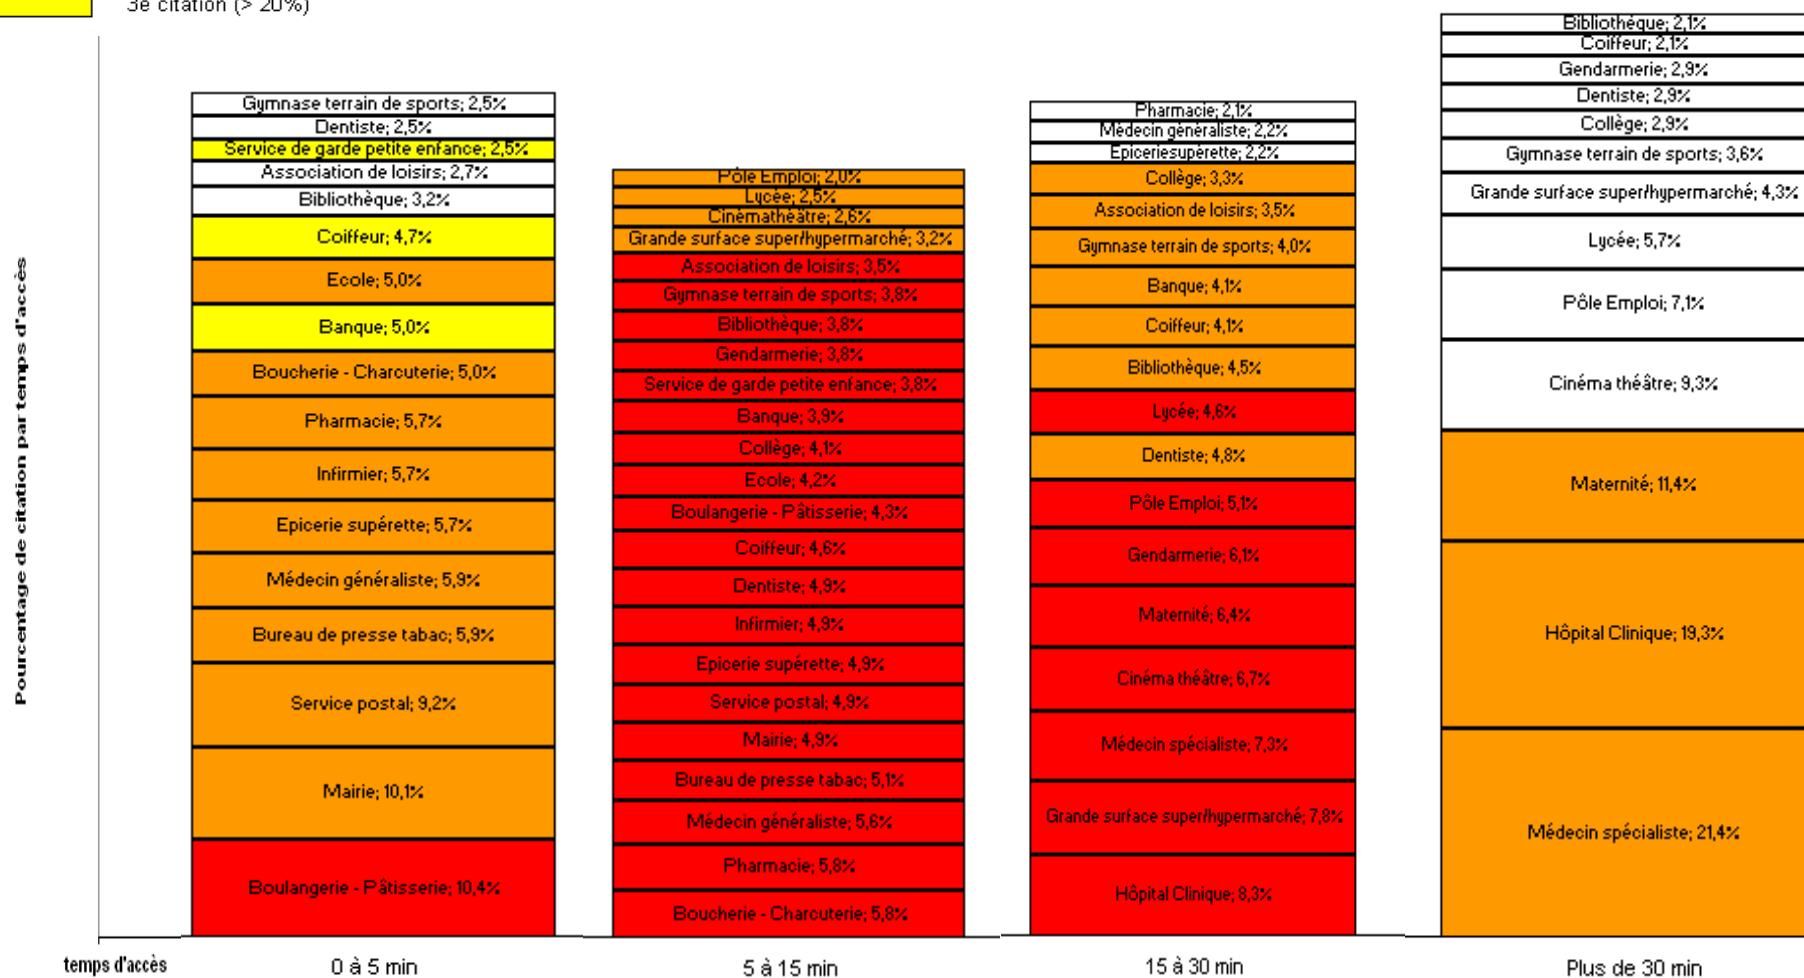 3è citation (> 20%)
Pourcentage de citation par temps d'accès
Gymnase terrain de sports; 2,5%
Dentiste; 2,5%
Service de garde petite enfance; 2,5%
Association de loisirs; 2,7%
Bibliothèque; 3,2%
Coiffeur; 4,7%
Ecole; 5,0%
Banque; 5,0%
Boucherie - Charcuterie; 5,0%
Pharmacie; 5,7%
Infirmier; 5,7%
Epicerie supérette; 5,7%
Médecin généraliste; 5,9%
Bureau de presse tabac; 5,9%
Service postal; 9,2%
Mairie; 10,1%
Boulangerie - Pâtisserie; 10,4%
Pôle Emploi; 2,0%
Lycée; 2,5%
Cinémathéâtre; 2,6%
Grande surface super/hypermarché; 3,2%
Association de loisirs; 3,5%
Gymnase terrain de sports; 3,8%
Bibliothèque; 3,8%
Gendarmerie; 3,8%
Service de garde petite enfance; 3,8%
Banque; 3,9%
Collège; 4,1%
Ecole; 4,2%
Boulangerie - Pâtisserie; 4,3%
Coiffeur; 4,6%
Dentiste; 4,9%
Infirmier; 4,9%
Epicerie supérette; 4,9%
Service postal; 4,9%
Mairie; 4,9%
Bureau de presse tabac; 5,1%
Médecin généraliste; 5,6%
Pharmacie; 5,8%
Boucherie - Charcuterie; 5,8%
Pharmacie; 2,1%
Médecin généraliste; 2,2%
Epiceriesupérette; 2,2%
Collège; 3,3%
Association de loisirs; 3,5%
Gymnase terrain de sports; 4,0%
Banque; 4,1%
Coiffeur; 4,1%
Bibliothèque; 4,5%
Lycée; 4,6%
Dentiste; 4,8%
Pôle Emploi; 5,1%
Gendarmerie; 6,1%
Maternité; 6,4%
Cinéma théâtre; 6,7%
Médecin spécialiste; 7,3%
Grande surface super/hypermarché; 7,8%
Hôpital Clinique; 8,3%
Bibliothèque; 2,1%
Coiffeur; 2,1%
Gendarmerie; 2,9%
Dentiste; 2,9%
Collège; 2,9%
Gymnase terrain de sports; 3,6%
Grande surface super/hypermarché; 4,3%
Lycée; 5,7%
Pôle Emploi; 7,1%
Cinéma théâtre; 9,3%
Maternité; 11,4%
Hôpital Clinique; 19,3%
Médecin spécialiste; 21,4%
temps d'accès
0 à 5 min
5 à 15 min
15 à 30 min
Plus de 30 min